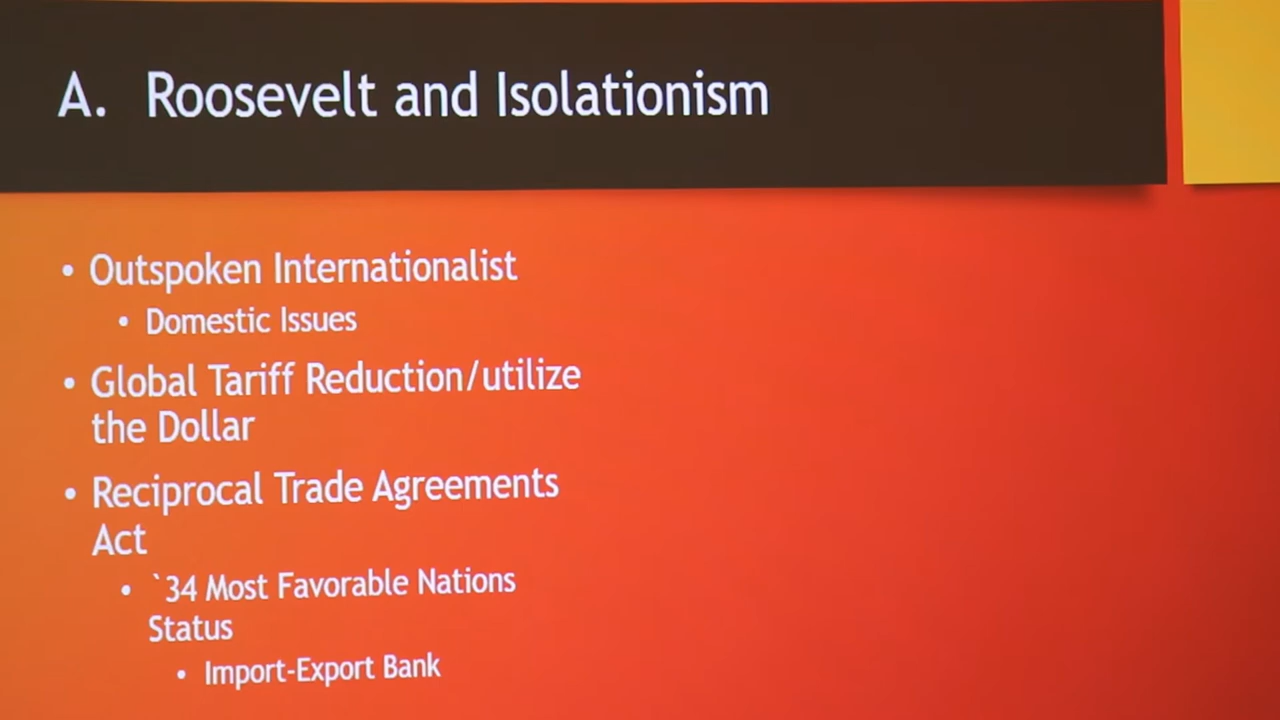 A. Roosevelt and Isolationism
• Outspoken Internationalist
• Domestic Issues
• Global Tariff Reduction/utilize
the Dollar
• Reciprocal Trade Agreements
Act
• `34 Most Favorable Nations
Status
• Import-Export Bank